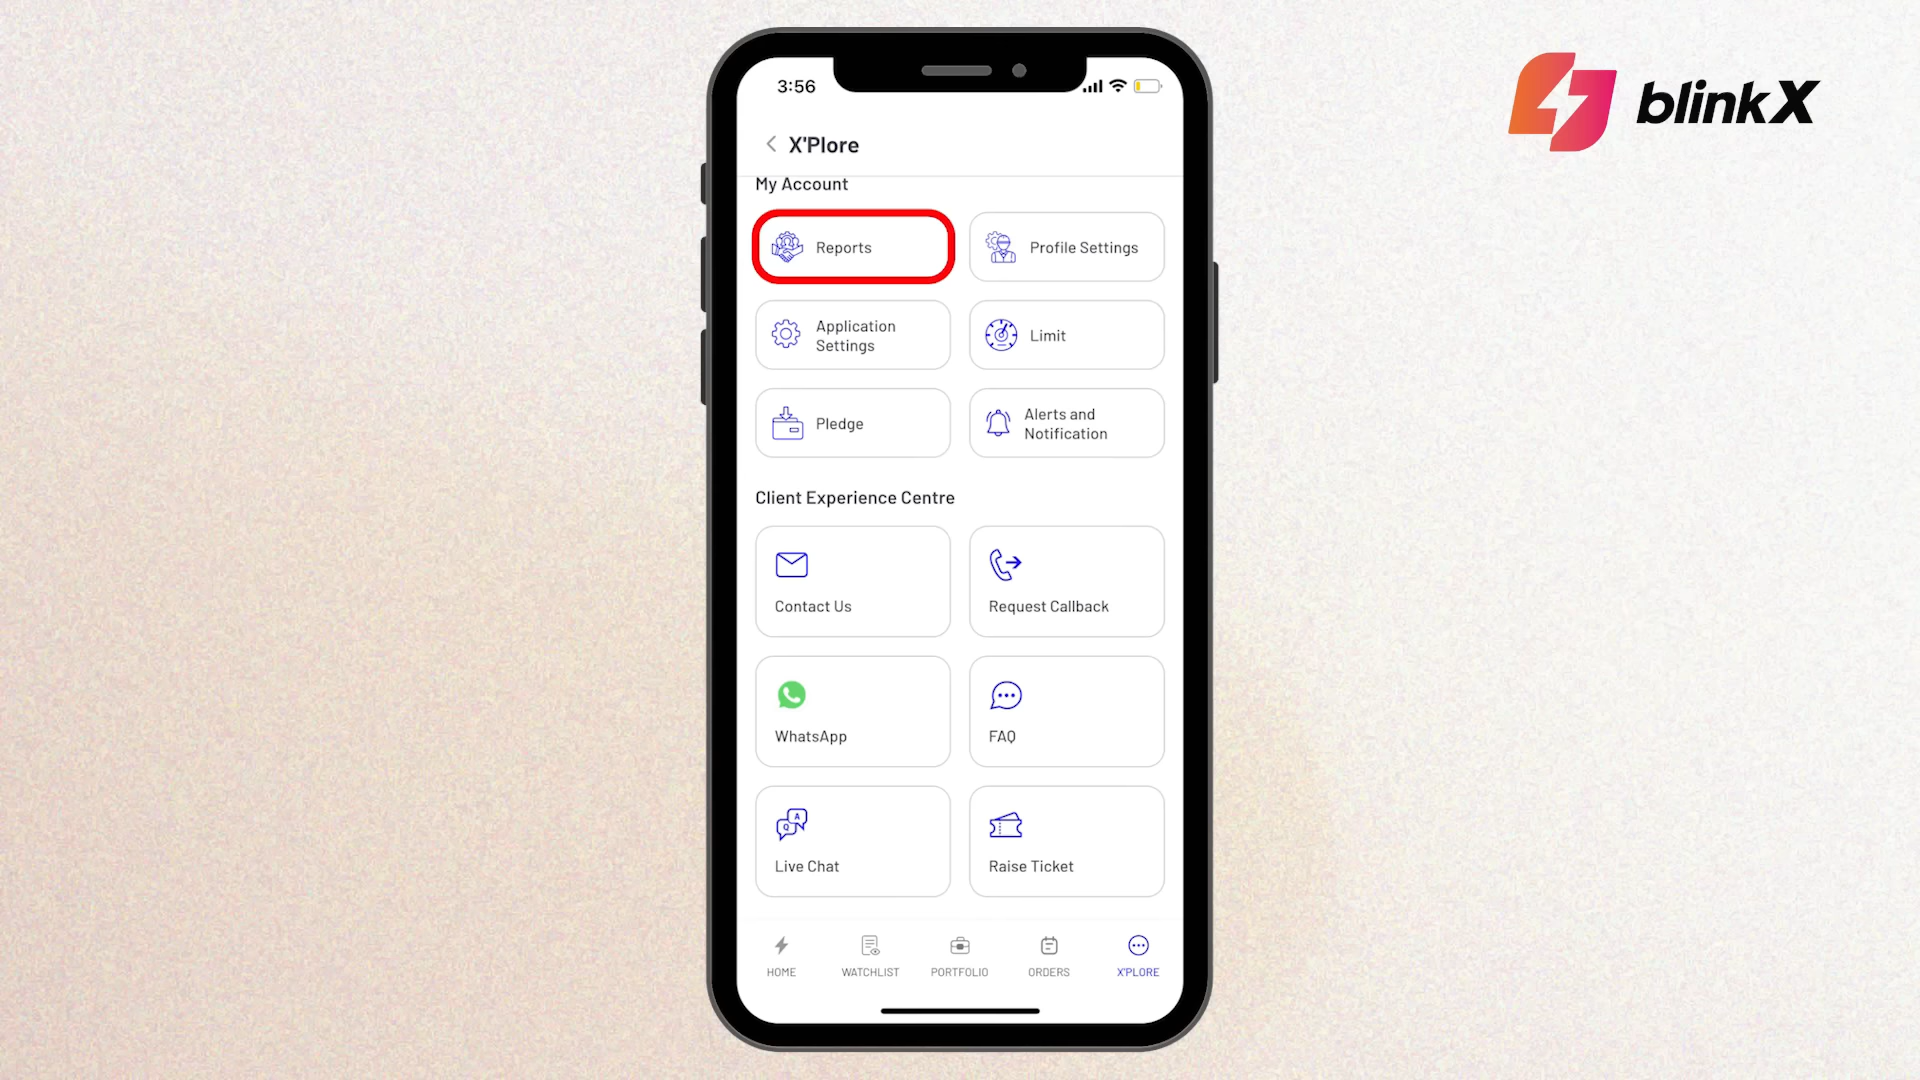 3:56
blinkX
X'Plore
My Account
Reports
Profile Settings
Application
Settings
Limit
Pledge
Alerts and
Notification
Client Experience Centre
Contact Us
Request Callback
WhatsApp
FAQ
Q A
Live Chat
Raise Ticket
HOME
WATCHLIST
PORTFOLIO
ORDERS
X'PLORE